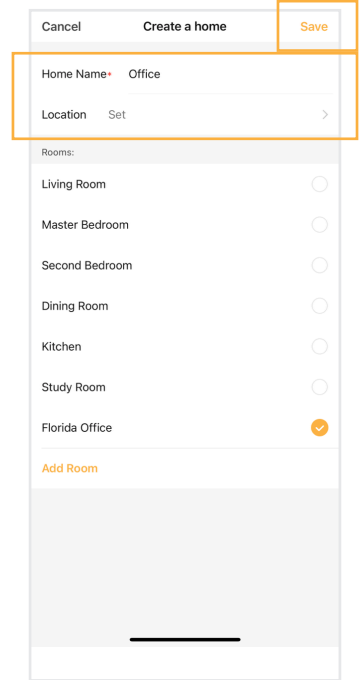 Cancel Create a home Save
Home Name* Office
Location Set
Rooms:
Living Room
Master Bedroom
Second Bedroom
Dining Room
Kitchen
Study Room
Florida Office
Add Room